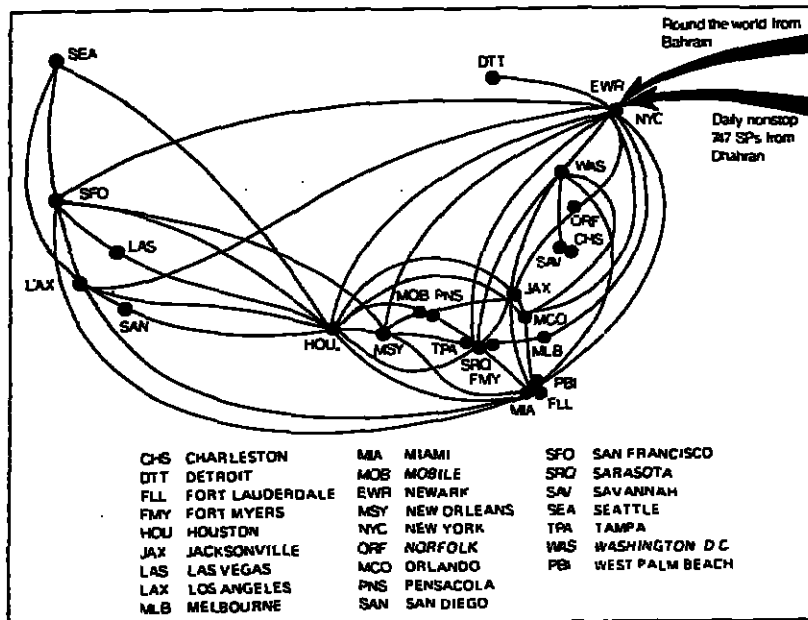 Round the world from
Bahrain
SEA
DTT
EWR
NYC
Daily nonstop
747 SPs from
Dhahran
WAS
SFO
ORF
LAS
CHS
SAV
LAX
JAX
SAN
MOB PNS
MCO
HOU
MSY
TPA
MLB
SRQ
FMY
PBI
MIA
FLL
CHS CHARLESTON
DTT DETROIT
FLL FORT LAUDERDALE
FMY FORT MYERS
HOU HOUSTON
JAX JACKSONVILLE
LAS LAS VEGAS
LAX LOS ANGELES
MLB MELBOURNE
MIA MIAMI
MOB MOBILE
EWR NEWARK
MSY NEW ORLEANS
NYC NEW YORK
ORF NORFOLK
MCO ORLANDO
PNS PENSACOLA
SAN SAN DIEGO
SFO SAN FRANCISCO
SRQ SARASOTA
SAV SAVANNAH
SEA SEATTLE
TPA TAMPA
WAS WASHINGTON D C
PBI WEST PALM BEACH